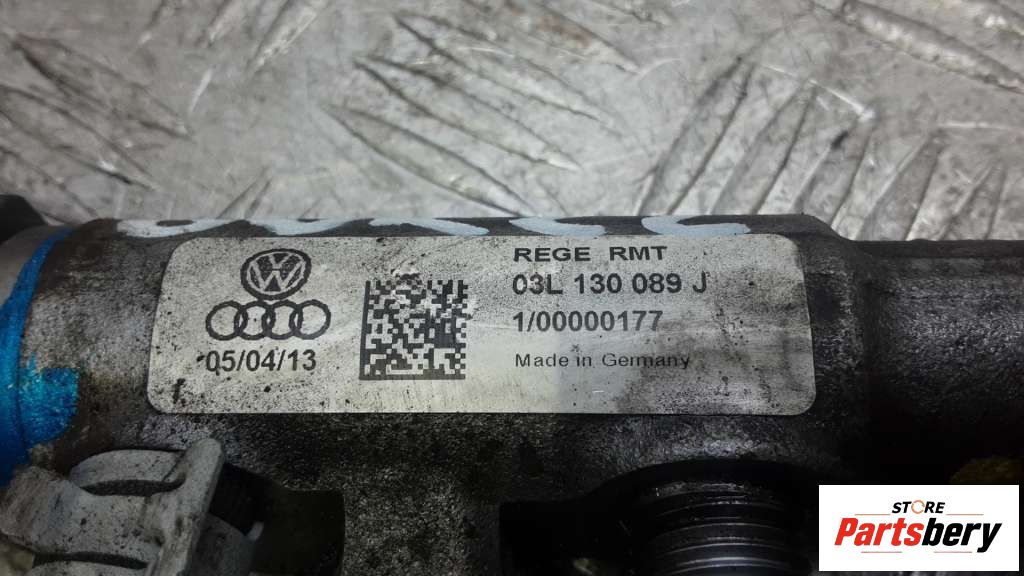 REGE RMT
03L 130 089 J
1/00000177
05/04/13
Made in Germany
STORE
Partsbery